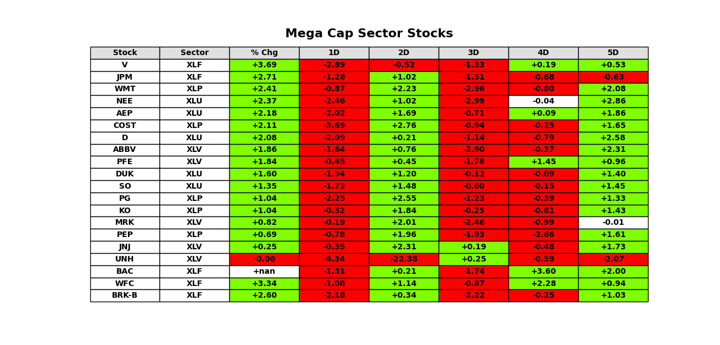 Mega Cap Sector Stocks
Stock Sector % Chg 1D 2D 3D 4D 5D
V XLF +3.69 -2.89 -0.52 -1.33 +0.19 +0.53
JPM XLF +2.71 -1.28 +1.02 -1.51 -0.68 -0.63
WMT XLP +2.41 -0.87 +2.23 -2.96 -0.80 +2.08
NEE XLU +2.37 -2.46 +1.02 -2.99 -0.04 +2.86
AEP XLU +2.18 -2.02 +1.69 -0.71 +0.09 +1.86
COST XLP +2.11 -3.69 +2.76 -0.94 -0.25 +1.65
D XLU +2.08 -2.09 +0.21 -1.14 -0.79 +2.58
ABBV XLV +1.86 -1.64 +0.76 -2.90 -0.37 +2.31
PFE XLV +1.84 -0.45 +0.45 -1.78 +1.45 +0.96
DUK XLU +1.60 -1.34 +1.20 -0.12 -0.09 +1.40
SO XLU +1.35 -1.72 +1.48 -0.60 -0.15 +1.45
PG XLP +1.04 -2.25 +2.55 -1.23 -0.39 +1.33
KO XLP +1.04 -0.32 +1.84 -0.25 -0.81 +1.43
MRK XLV +0.82 -0.19 +2.01 -2.46 -0.59 -0.01
PEP XLP +0.69 -0.78 +1.96 -1.93 -2.66 +1.61
JNJ XLV +0.25 -0.35 +2.31 +0.19 -0.48 +1.73
UNH XLV -0.06 -6.34 -22.38 +0.25 -0.59 -2.07
BAC XLF +nan -1.31 +0.21 -1.74 +3.60 +2.00
WFC XLF +3.34 -1.08 +1.14 -0.87 +2.28 +0.94
BRK-B XLF +2.60 -2.18 +0.34 -2.22 -0.25 +1.03